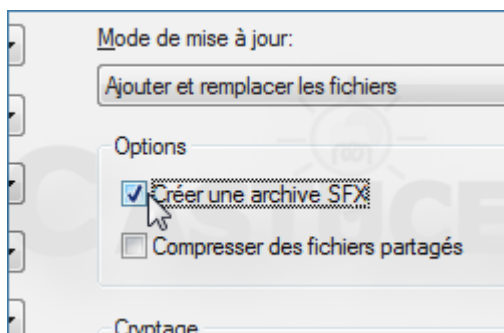 Mode de mise à jour:
Ajouter et remplacer les fichiers
Options
Créer une archive SFX
Compresser des fichiers partagés
Cryptage